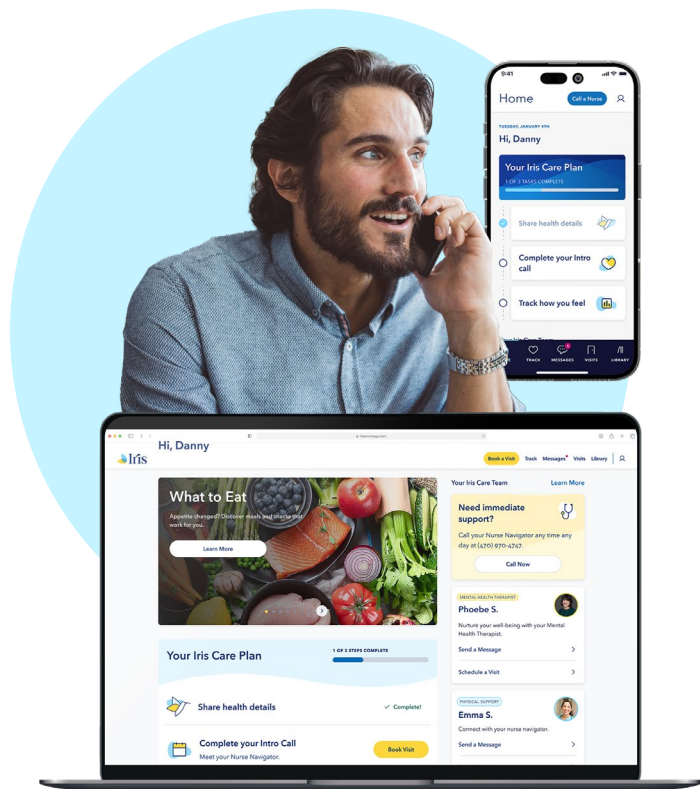 9:41
Home
Call a Nurse
TUESDAY, JANUARY 4TH
Hi, Danny
Your Iris Care Plan
1 OF 3 TASKS COMPLETE
Share health details
Complete your Intro
call
Track how you feel
Care Team
TRACK
MESSAGES
VISITS
LIBRARY
Hi, Danny
Iris
Book a Visit
Track
Messages
Visits
Library
What to Eat
Appetite changed? Discover meals and snacks that
work for you.
Learn More
Your Iris Care Plan
1 OF 3 STEPS COMPLETE
Share health details
Complete!
Complete your Intro Call
Meet your Nurse Navigator.
Book Visit
Your Iris Care Team
Learn More
Need immediate
support?
Call your Nurse Navigator any time any
day at (470) 970-4747.
Call Now
MENTAL HEALTH THERAPIST
Phoebe S.
Nurture your well-being with your Mental
Health Therapist.
Send a Message
Schedule a Visit
PHYSICAL SUPPORT
Emma S.
Connect with your nurse navigator.
Send a Message